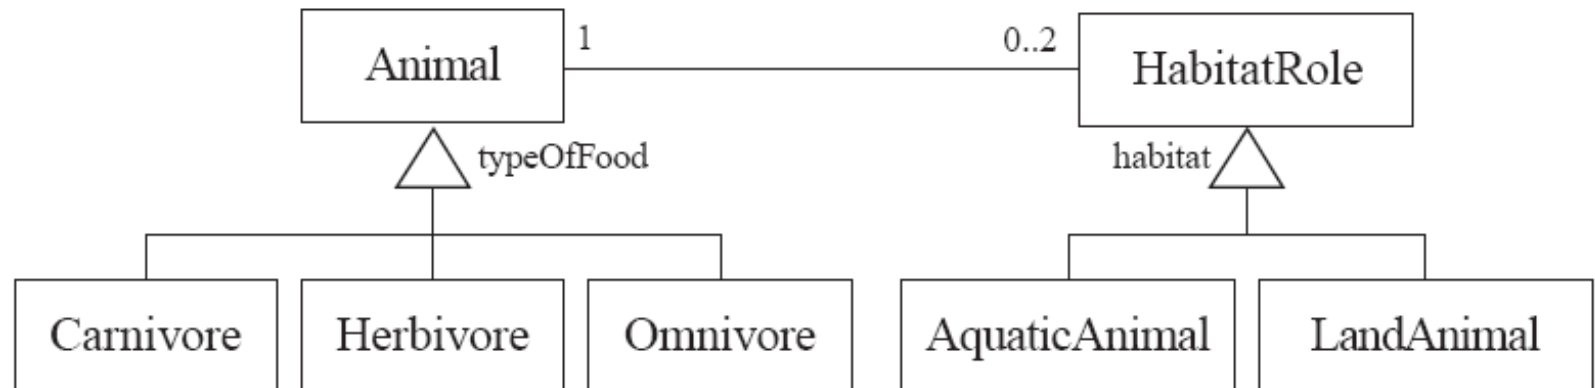 Animal
1
0..2
HabitatRole
typeOfFood
habitat
Carnivore
Herbivore
Omnivore
AquaticAnimal
LandAnimal